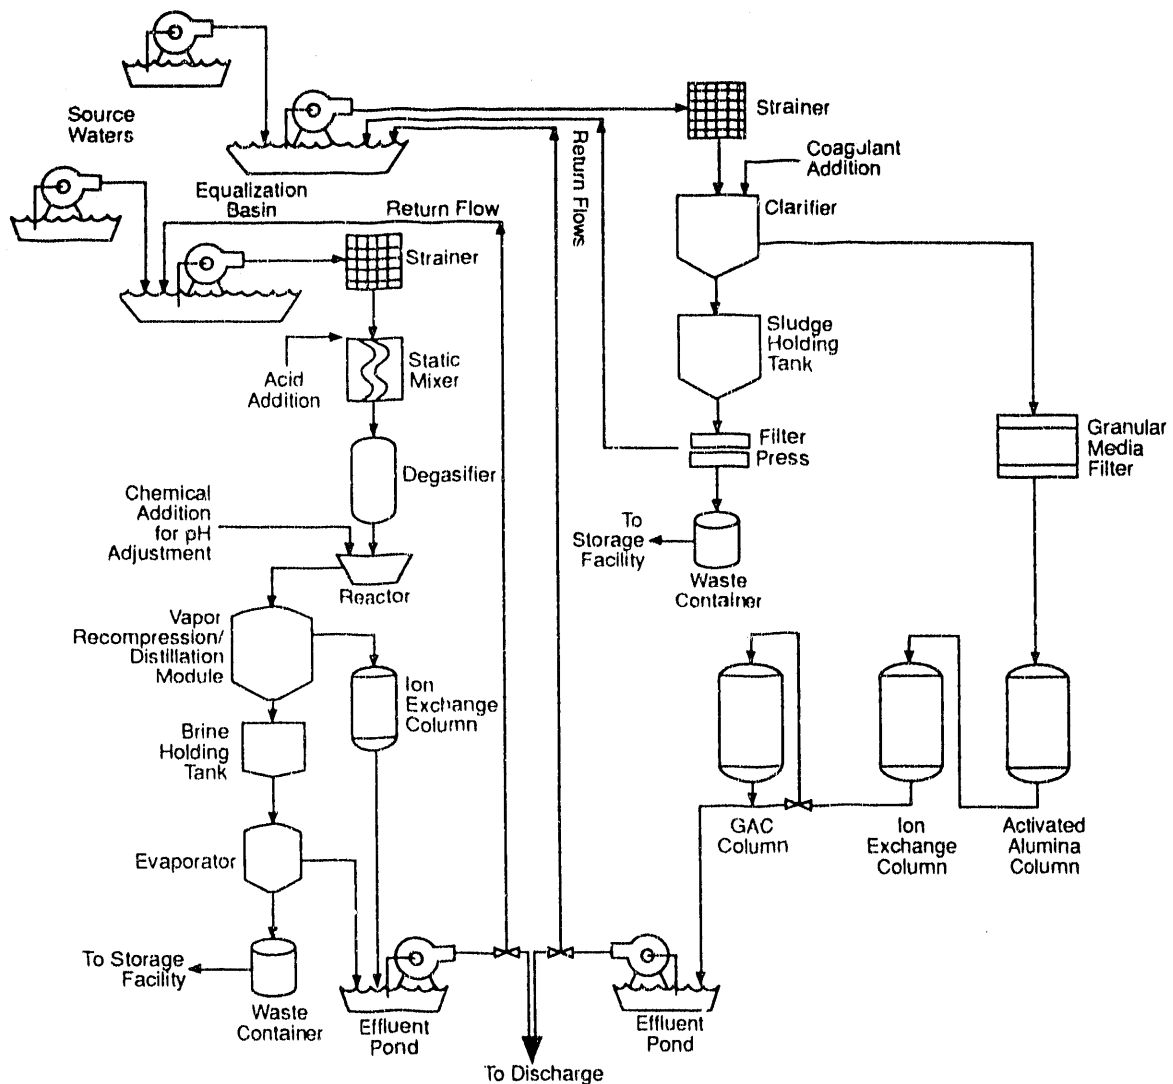 Source
Waters
Equalization
Basin
Return Flow
Return Flows
Strainer
Coagulant
Addition
Clarifier
Strainer
Sludge
Holding
Tank
Static
Mixer
Acid
Addition
Filter
Press
Granular
Media
Filter
Degasifier
Chemical
Addition
for pH
Adjustment
To
Storage
Facility
Waste
Container
Reactor
Vapor
Recompression/
Distillation
Module
Ion
Exchange
Column
Brine
Holding
Tank
GAC
Column
Ion
Exchange
Column
Activated
Alumina
Column
Evaporator
To Storage
Facility
Waste
Container
Effluent
Pond
Effluent
Pond
To Discharge